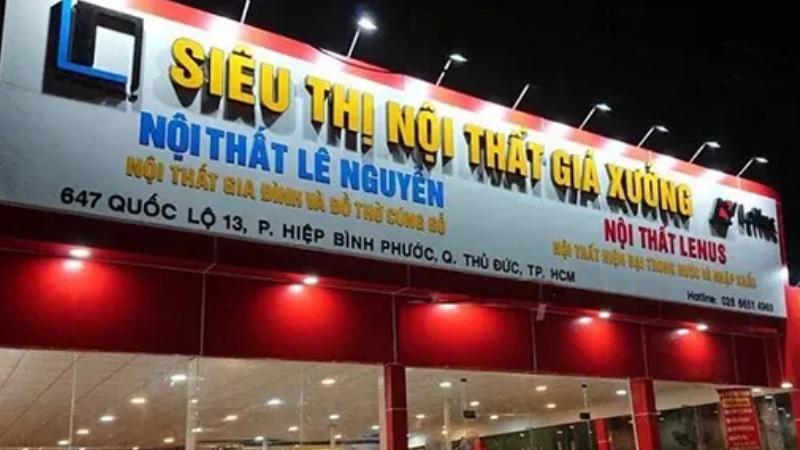 SIÊU THỊ NỘI THẤT GIÁ XƯỞNG
NỘI THẤT LÊ NGUYỄN
NỘI THẤT GIA ĐÌNH VÀ ĐỒ THỜ CÚNG GỖ
647 QUỐC LỘ 13, P. HIỆP BÌNH PHƯỚC, Q. THỦ ĐỨC, TP. HCM
NỘI THẤT LENUS
NỘI THẤT HIỆN ĐẠI TRONG NƯỚC VÀ NHẬP KHẨU
Hotline: 028 6651 4969